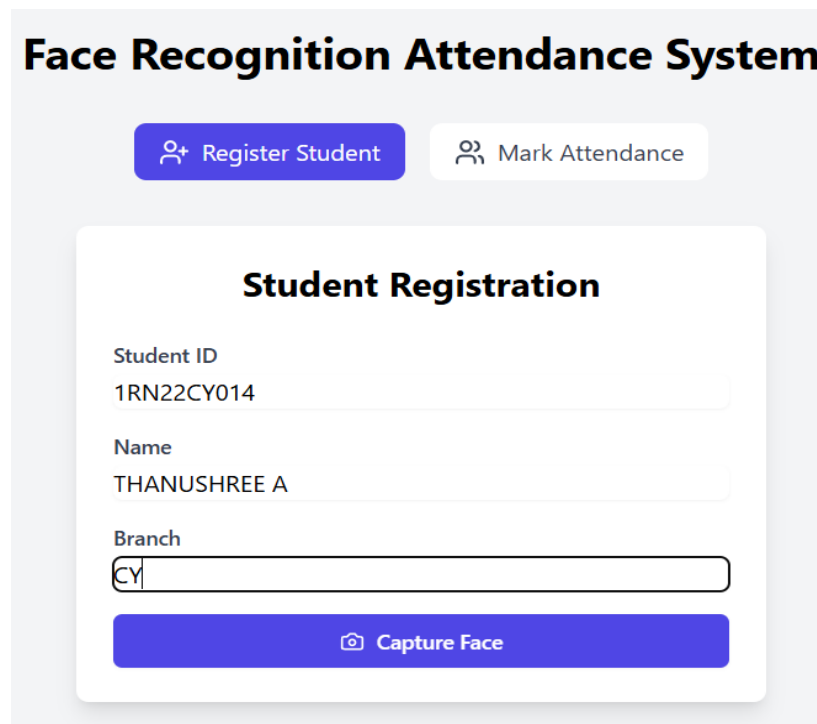 Face Recognition Attendance System
Register Student
Mark Attendance
Student Registration
Student ID
1RN22CY014
Name
THANUSHREE A
Branch
CY
Capture Face